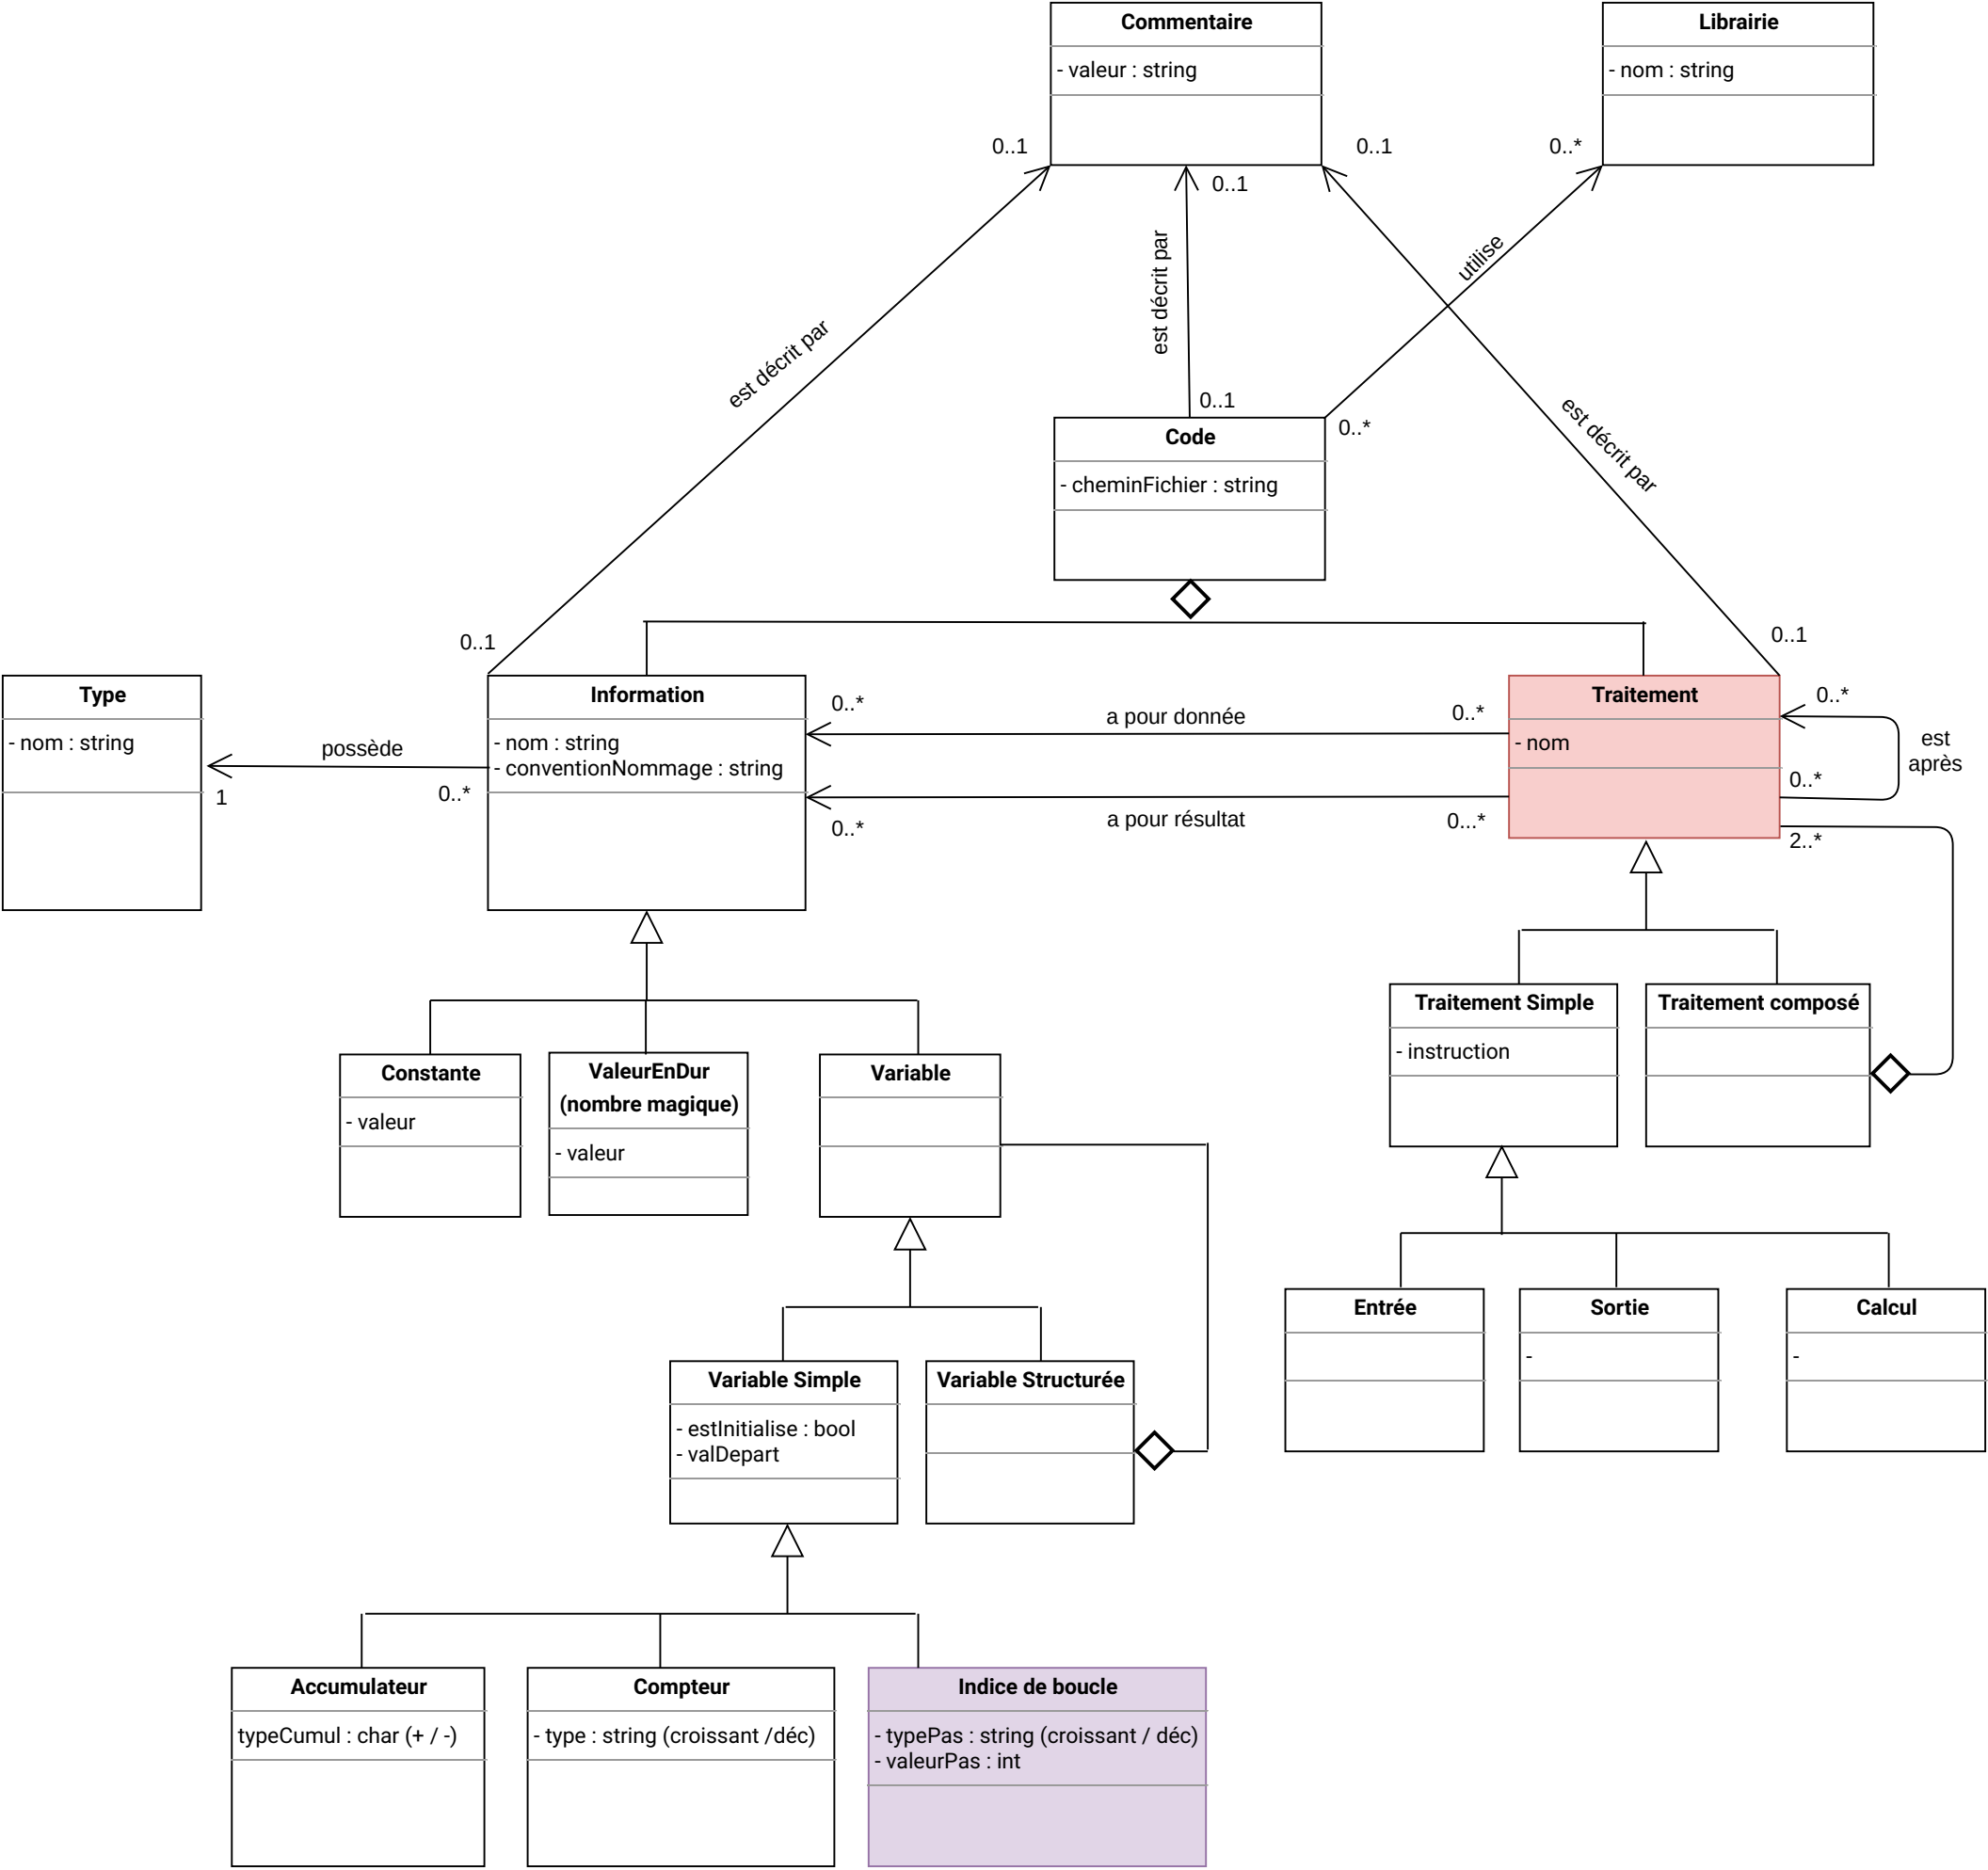 Commentaire
- valeur : string
Librairie
- nom : string
0..1
0..1
0..1
0..*
est décrit par
est décrit par
utilise
est décrit par
0..1
0..*
Code
- cheminFichier : string
0..1
0..1
Type
- nom : string
possède
1
0..*
Information
- nom : string
- conventionNommage : string
0..*
a pour donnée
0..*
0..*
a pour résultat
0...*
Traitement
- nom
0..*
est
après
0..*
2..*
Traitement Simple
- instruction
Traitement composé
Constante
- valeur
ValeurEnDur
(nombre magique)
- valeur
Variable
Entrée
Sortie
-
Calcul
-
Variable Simple
- estInitialise : bool
- valDepart
Variable Structurée
Accumulateur
typeCumul : char (+ / -)
Compteur
- type : string (croissant /déc)
Indice de boucle
- typePas : string (croissant / déc)
- valeurPas : int